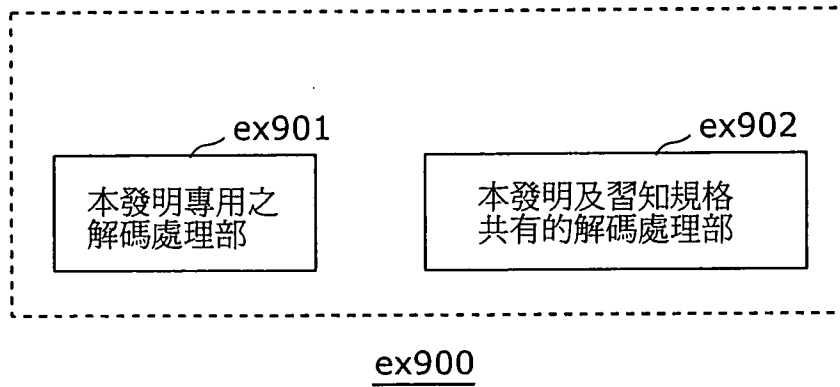 ex901
本發明專用之
解碼處理部
ex902
本發明及習知規格
共有的解碼處理部
ex900